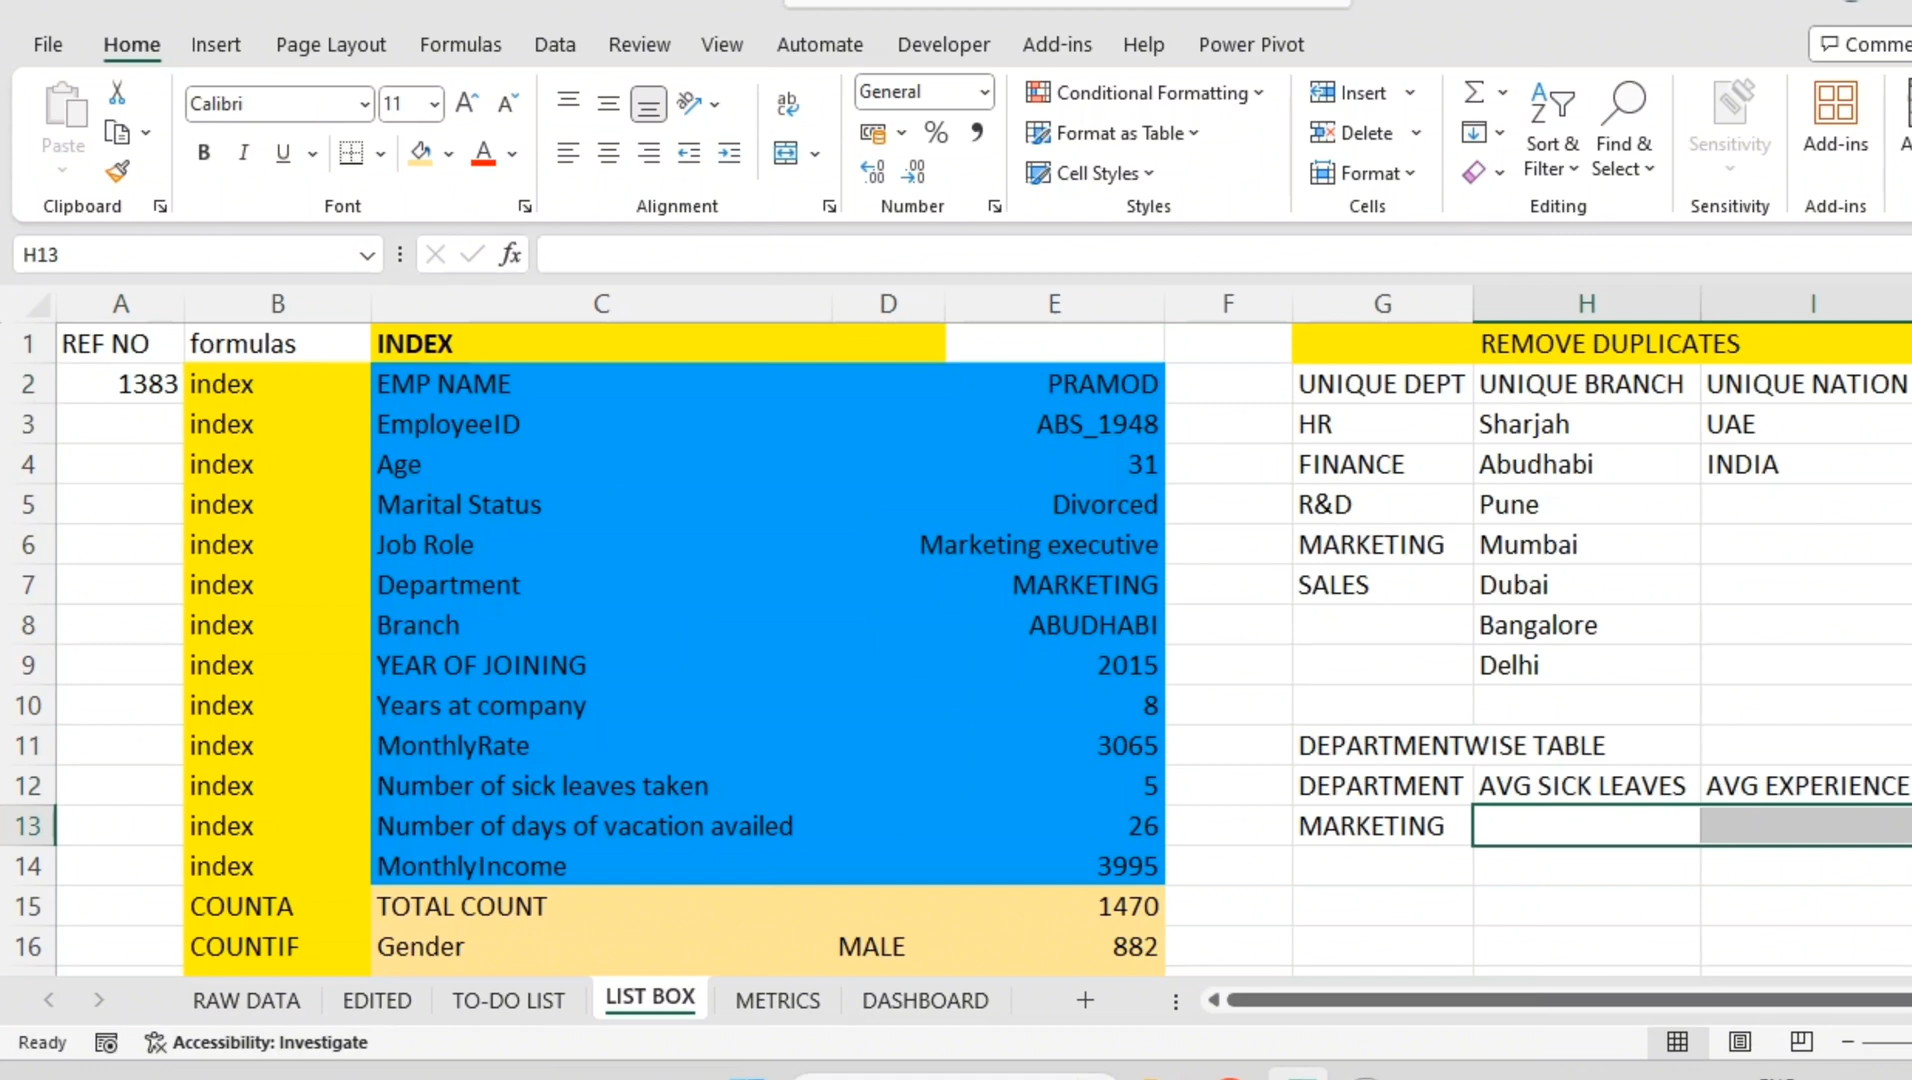 File Home Insert Page Layout Formulas Data Review View Automate Developer Add-ins Help Power Pivot
Calibri 11 General Conditional Formatting Insert
Paste Format as Table Delete Sort & Filter Find & Select Sensitivity Add-ins
B I U A % Cell Styles Format
Clipboard Font Alignment Number Styles Cells Editing Sensitivity Add-ins
H13 fx
A B C D E F G H I
1 REF NO formulas INDEX REMOVE DUPLICATES
2 1383 index EMP NAME PRAMOD UNIQUE DEPT UNIQUE BRANCH UNIQUE NATION
3 index EmployeeID ABS_1948 HR Sharjah UAE
4 index Age 31 FINANCE Abudhabi INDIA
5 index Marital Status Divorced R&D Pune
6 index Job Role Marketing executive MARKETING Mumbai
7 index Department MARKETING SALES Dubai
8 index Branch ABUDHABI Bangalore
9 index YEAR OF JOINING 2015 Delhi
10 index Years at company 8
11 index MonthlyRate 3065 DEPARTMENTWISE TABLE
12 index Number of sick leaves taken 5 DEPARTMENT AVG SICK LEAVES AVG EXPERIENCE
13 index Number of days of vacation availed 26 MARKETING
14 index MonthlyIncome 3995
15 COUNTA TOTAL COUNT 1470
16 COUNTIF Gender MALE 882
RAW DATA EDITED TO-DO LIST LIST BOX METRICS DASHBOARD
Ready Accessibility: Investigate